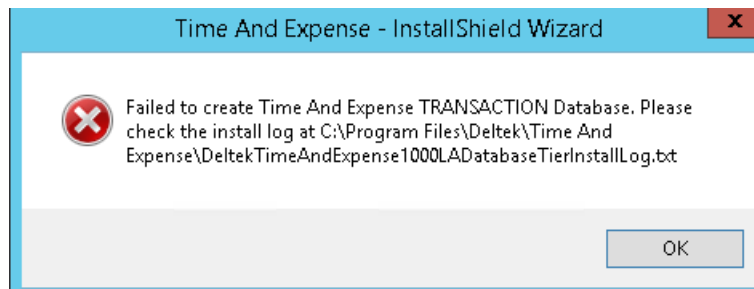 Time And Expense - InstallShield Wizard
x
Failed to create Time And Expense TRANSACTION Database. Please
check the install log at C:\Program Files\Deltek\Time And
Expense\DeltekTimeAndExpense1000LADatabaseTierInstallLog.txt
OK